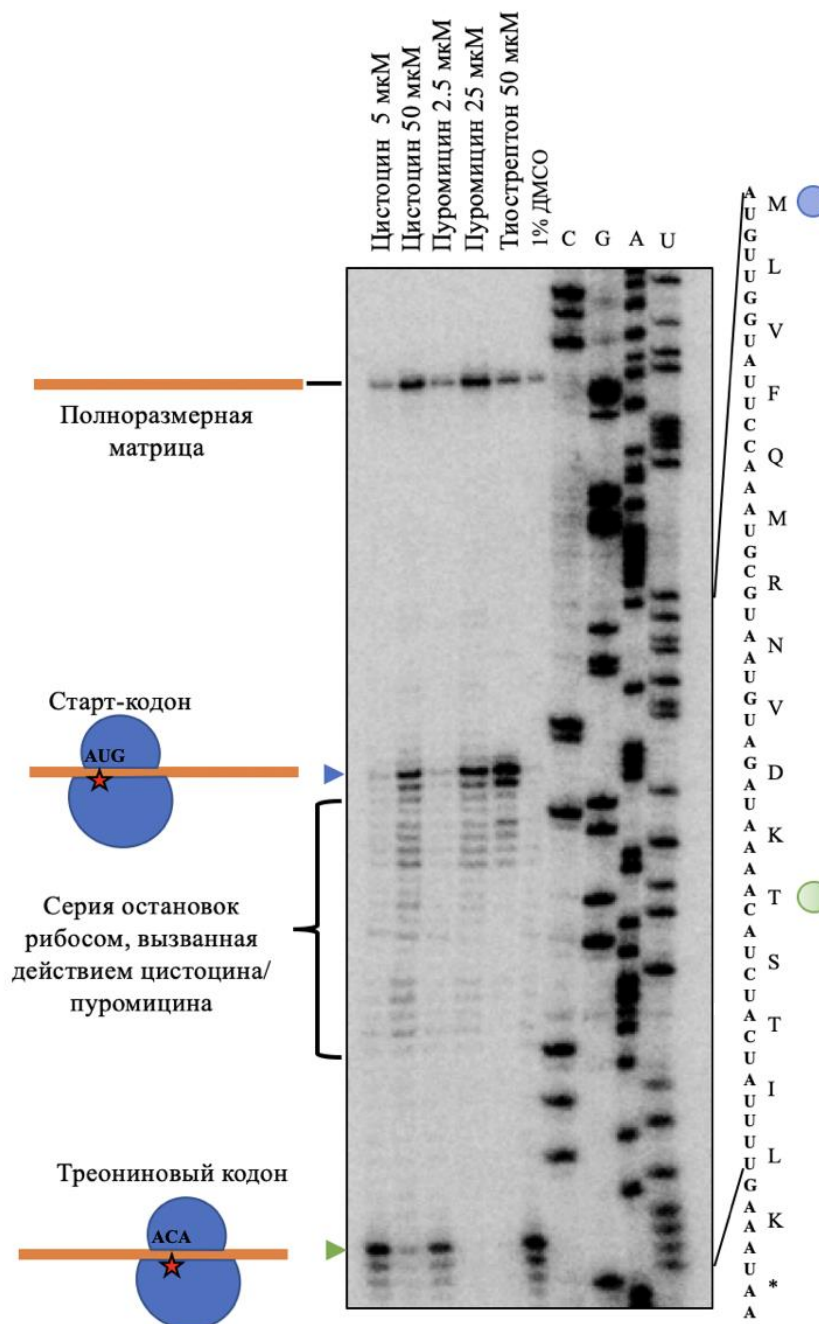 Цистоцин 5 мкМ
Цистоцин 50 мкМ
Пуромицин 2.5 мкМ
Пуромицин 25 мкМ
Тиострептон 50 мкМ
1% ДМСО
C G A U
Полноразмерная
матрица
Старт-кодон
AUG
Серия остановок
рибосом, вызванная
действием цистоцина/
пуромицина
Треониновый кодон
ACA
AUGUUGGUAUUCCAAAUGCGUAAUGUAGAUAAAACAUCUACUAUUUUGAAAUAA
M
L
V
F
Q
M
R
N
V
D
K
T
S
T
I
L
K
*